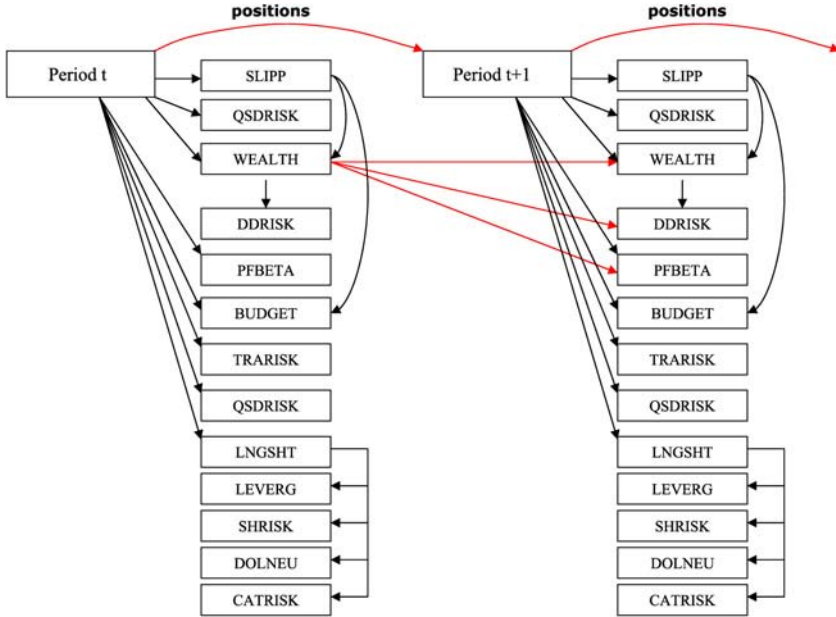 positions
positions
Period t
Period t+1
SLIPP
QSDRISK
WEALTH
DDRISK
PFBETA
BUDGET
TRARISK
QSDRISK
LNGSHT
LEVERG
SHRISK
DOLNEU
CATRISK
SLIPP
QSDRISK
WEALTH
DDRISK
PFBETA
BUDGET
TRARISK
QSDRISK
LNGSHT
LEVERG
SHRISK
DOLNEU
CATRISK